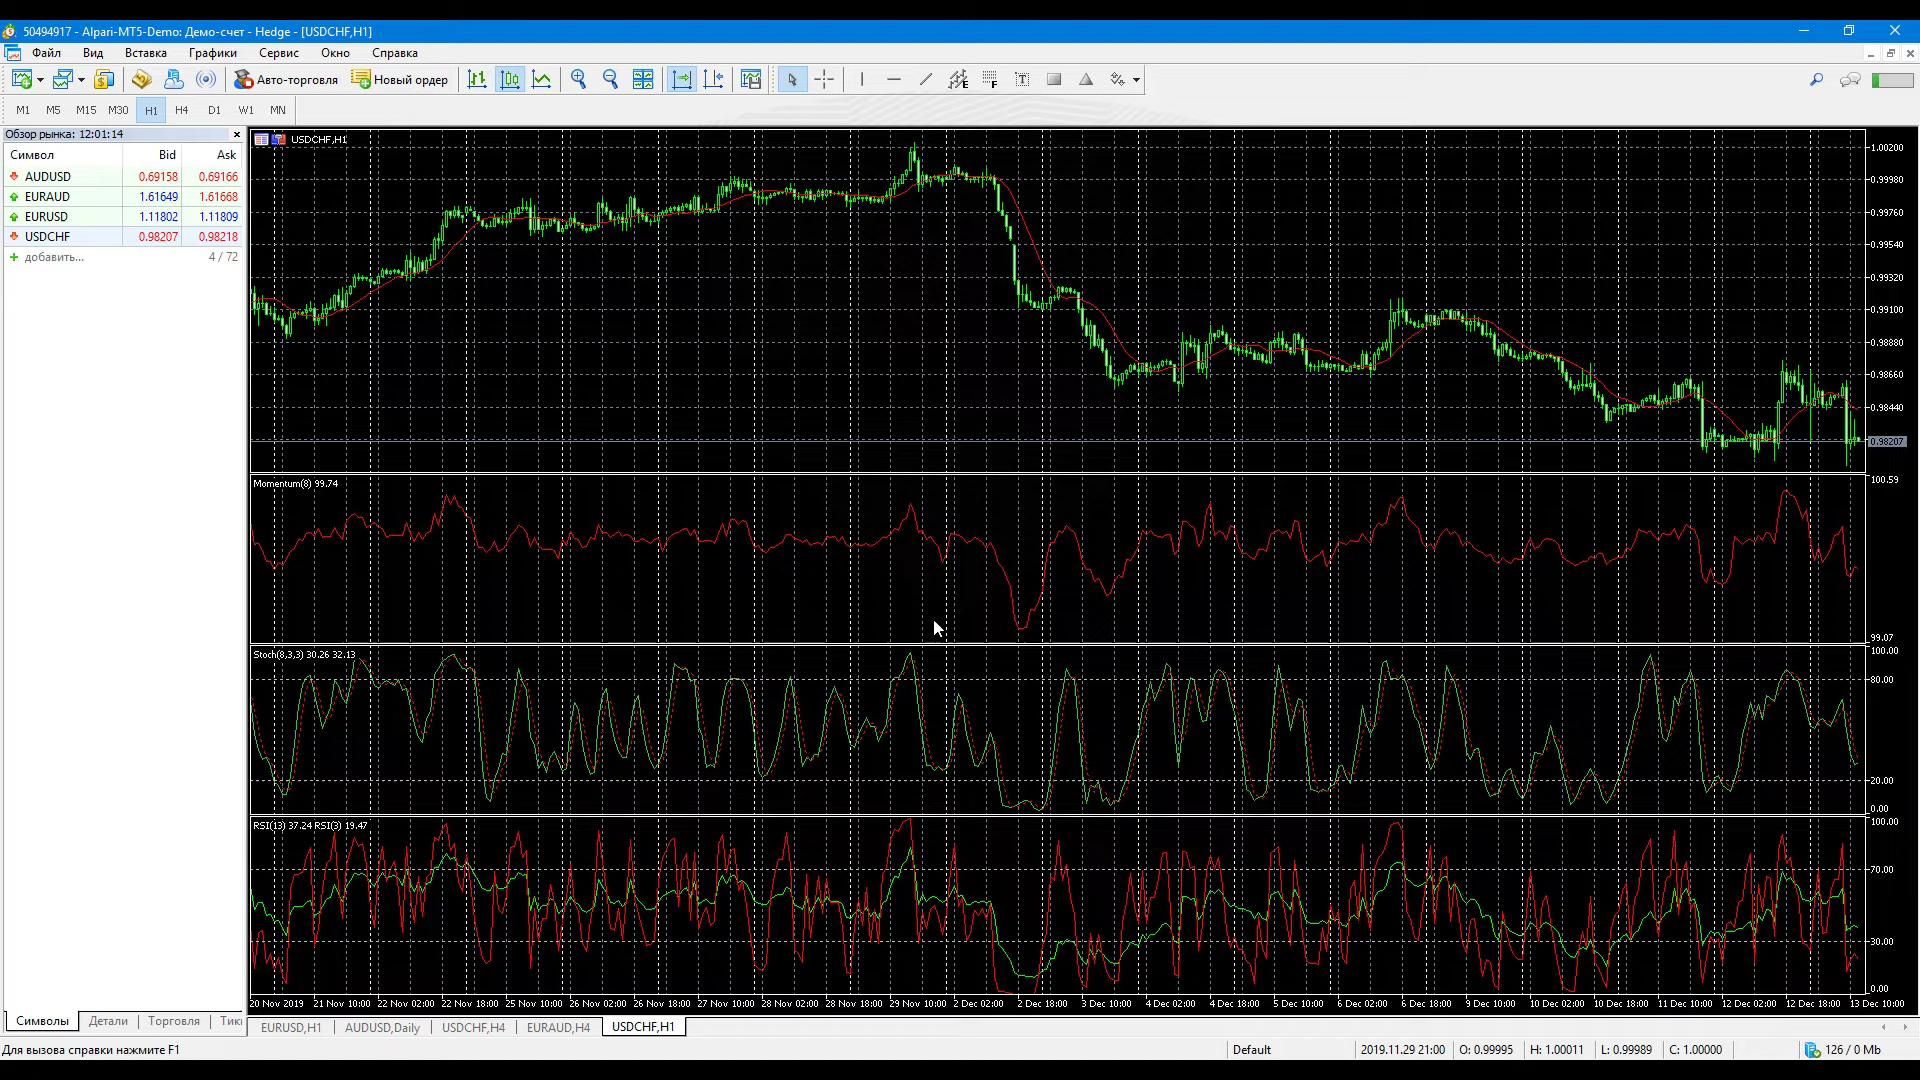 50494917 - Alpari-MT5-Demo: Демо-счет - Hedge - [USDCHF,H1]
Файл Вид Вставка Графики Сервис Окно Справка
Авто-торговля Новый ордер
M1 M5 M15 M30 H1 H4 D1 W1 MN
Обзор рынка: 12:01:14
Символ Bid Ask
AUDUSD 0.69158 0.69166
EURAUD 1.61649 1.61668
EURUSD 1.11802 1.11809
USDCHF 0.98207 0.98218
добавить... 4 / 72
USDCHF,H1
1.00200
0.99980
0.99760
0.99540
0.99320
0.99100
0.98880
0.98660
0.98440
0.98207
Momentum(8) 99.74
100.59
99.07
Stoch(8,3,3) 30.26 32.13
100.00
80.00
20.00
0.00
RSI(13) 37.24 RSI(3) 19.47
100.00
70.00
30.00
0.00
20 Nov 2019 21 Nov 10:00 22 Nov 02:00 22 Nov 18:00 25 Nov 10:00 26 Nov 02:00 26 Nov 18:00 27 Nov 10:00 28 Nov 02:00 28 Nov 18:00 29 Nov 10:00 2 Dec 02:00 2 Dec 18:00 3 Dec 10:00 4 Dec 02:00 4 Dec 18:00 5 Dec 10:00 6 Dec 02:00 6 Dec 18:00 9 Dec 10:00 10 Dec 02:00 10 Dec 18:00 11 Dec 10:00 12 Dec 02:00 12 Dec 18:00 13 Dec 10:00
Символы Детали Торговля Тик
EURUSD,H1 AUDUSD,Daily USDCHF,H4 EURAUD,H4 USDCHF,H1
Для вызова справки нажмите F1
Default 2019.11.29 21:00 O: 0.99995 H: 1.00011 L: 0.99989 C: 1.00000 126 / 0 Mb